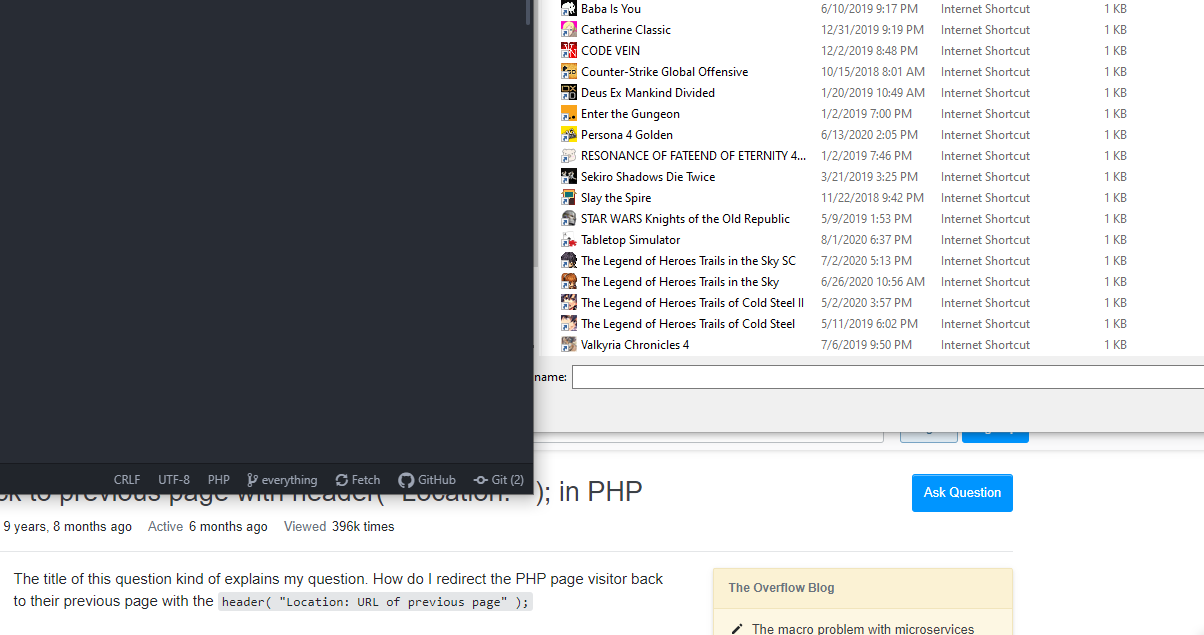 Baba Is You 6/10/2019 9:17 PM Internet Shortcut 1 KB
Catherine Classic 12/31/2019 9:19 PM Internet Shortcut 1 KB
CODE VEIN 12/2/2019 8:48 PM Internet Shortcut 1 KB
Counter-Strike Global Offensive 10/15/2018 8:01 AM Internet Shortcut 1 KB
Deus Ex Mankind Divided 1/20/2019 10:49 AM Internet Shortcut 1 KB
Enter the Gungeon 1/2/2019 7:00 PM Internet Shortcut 1 KB
Persona 4 Golden 6/13/2020 2:05 PM Internet Shortcut 1 KB
RESONANCE OF FATEEND OF ETERNITY 4... 1/2/2019 7:46 PM Internet Shortcut 1 KB
Sekiro Shadows Die Twice 3/21/2019 3:25 PM Internet Shortcut 1 KB
Slay the Spire 11/22/2018 9:42 PM Internet Shortcut 1 KB
STAR WARS Knights of the Old Republic 5/9/2019 1:53 PM Internet Shortcut 1 KB
Tabletop Simulator 8/1/2020 6:37 PM Internet Shortcut 1 KB
The Legend of Heroes Trails in the Sky SC 7/2/2020 5:13 PM Internet Shortcut 1 KB
The Legend of Heroes Trails in the Sky 6/26/2020 10:56 AM Internet Shortcut 1 KB
The Legend of Heroes Trails of Cold Steel II 5/2/2020 3:57 PM Internet Shortcut 1 KB
The Legend of Heroes Trails of Cold Steel 5/11/2019 6:02 PM Internet Shortcut 1 KB
Valkyria Chronicles 4 7/6/2019 9:50 PM Internet Shortcut 1 KB
name:
CRLF UTF-8 PHP everything Fetch GitHub Git (2)
to previous page with header( "Location: " ); in PHP
Ask Question
9 years, 8 months ago Active 6 months ago Viewed 396k times
The title of this question kind of explains my question. How do I redirect the PHP page visitor back
to their previous page with the header( "Location: URL of previous page" );
The Overflow Blog
The macro problem with microservices